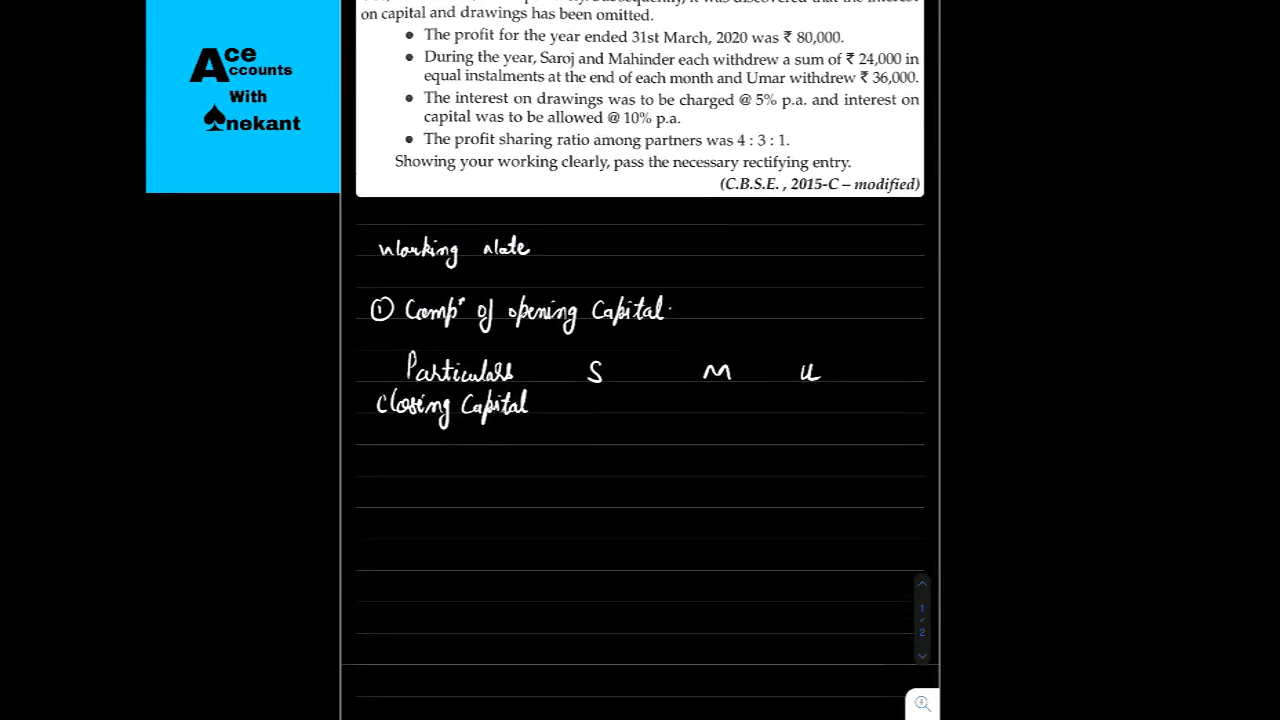 Ace
Accounts
With
Anekant
on capital and drawings has been omitted.
● The profit for the year ended 31st March, 2020 was ₹ 80,000.
● During the year, Saroj and Mahinder each withdrew a sum of ₹ 24,000 in
equal instalments at the end of each month and Umar withdrew ₹ 36,000.
● The interest on drawings was to be charged @ 5% p.a. and interest on
capital was to be allowed @ 10% p.a.
● The profit sharing ratio among partners was 4 : 3 : 1.
Showing your working clearly, pass the necessary rectifying entry.
(C.B.S.E. , 2015-C – modified)
Working Note
① Compⁿ of opening Capital.
Particulars S M U
Closing Capital
1
/
2